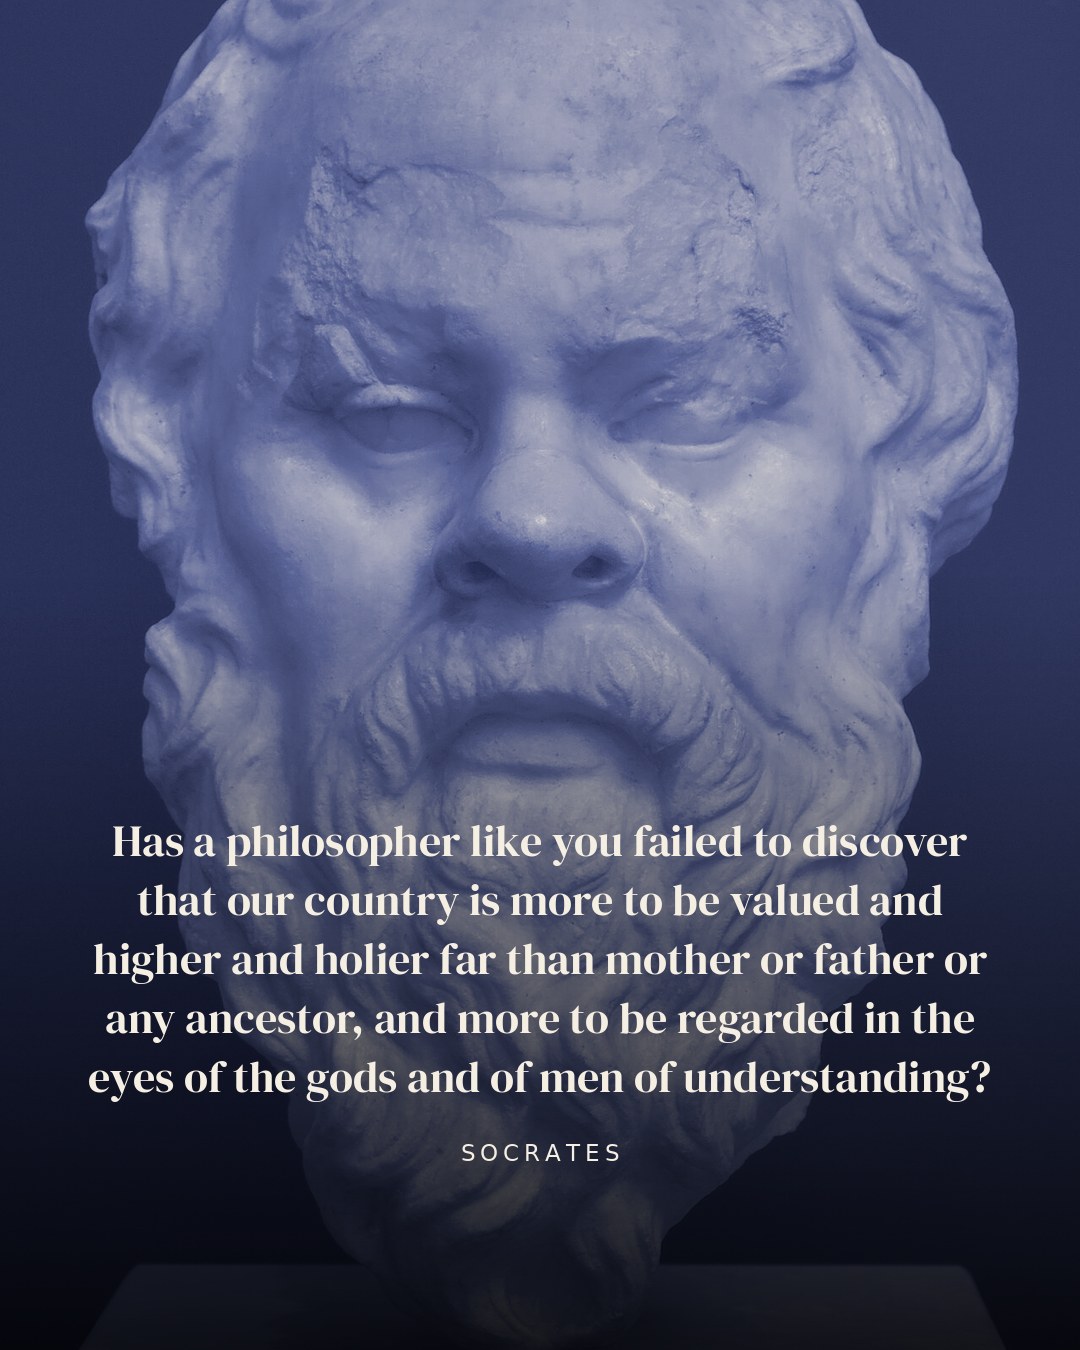 Has a philosopher like you failed to discover
that our country is more to be valued and
higher and holier far than mother or father or
any ancestor, and more to be regarded in the
eyes of the gods and of men of understanding?
SOCRATES